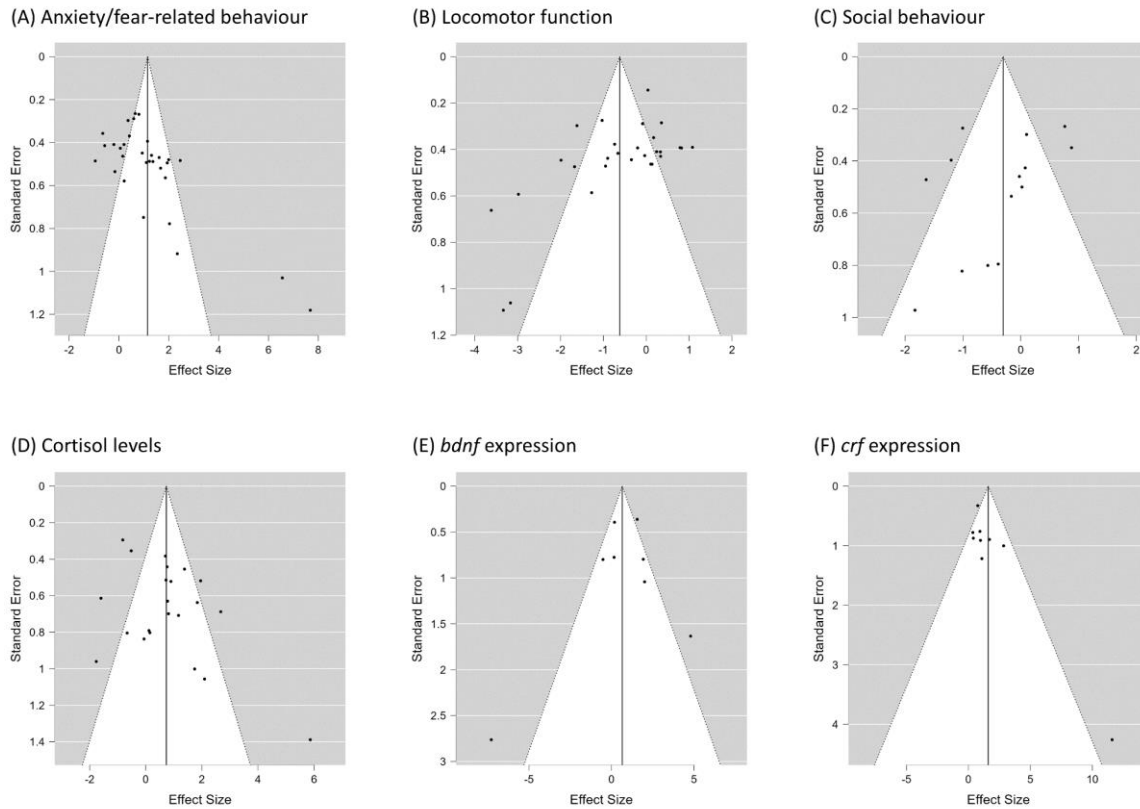 (A) Anxiety/fear-related behaviour
(B) Locomotor function
(C) Social behaviour
0
0.2
0.4
0.6
0.8
1
1.2
Standard Error
-2 0 2 4 6 8
Effect Size
0
0.2
0.4
0.6
0.8
1
1.2
Standard Error
-4 -3 -2 -1 0 1 2
Effect Size
0
0.2
0.4
0.6
0.8
1
Standard Error
-2 -1 0 1 2
Effect Size
(D) Cortisol levels
(E) bdnf expression
(F) crf expression
0
0.2
0.4
0.6
0.8
1
1.2
1.4
Standard Error
-2 0 2 4 6
Effect Size
0
0.5
1
1.5
2
2.5
3
Standard Error
-5 0 5
Effect Size
0
1
2
3
4
Standard Error
-5 0 5 10
Effect Size